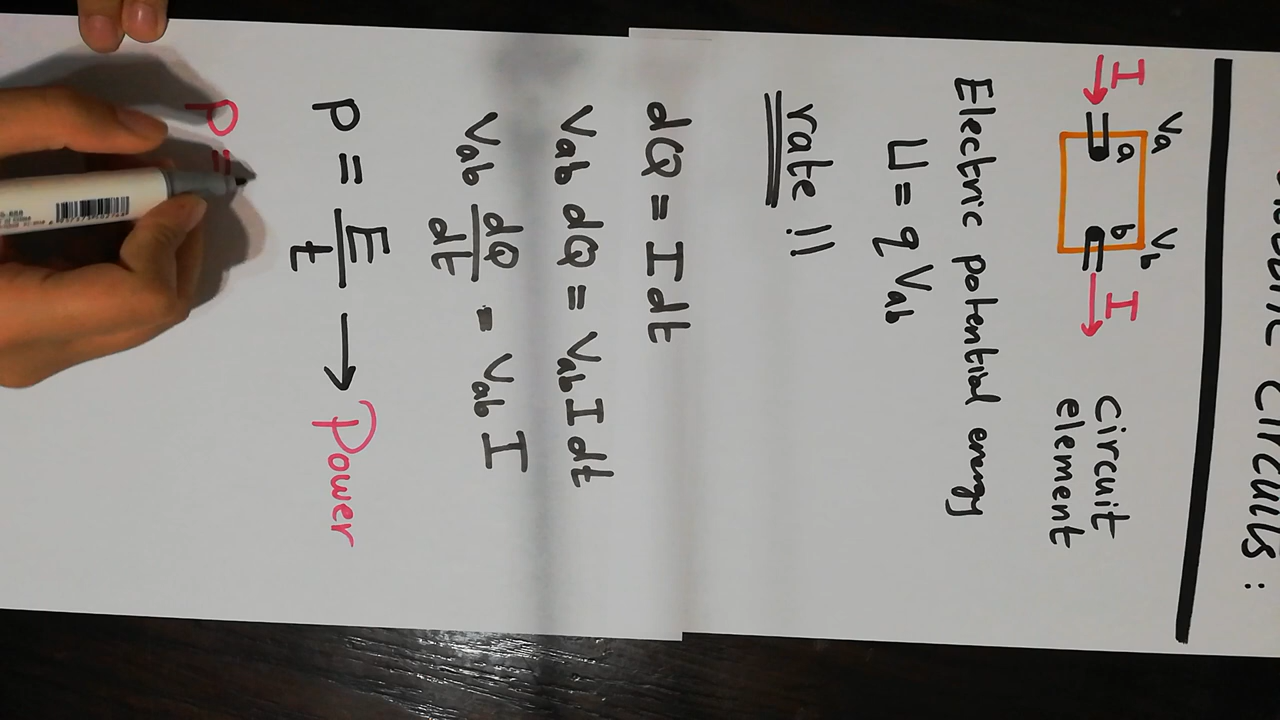 Circuits :
Va Vb
I a b I
circuit
element
Electric potential energy
U = q Vab
rate !!
dQ = I dt
Vab dQ = Vab I dt
Vab dQ/dt = Vab I
P = E/t → Power
P =